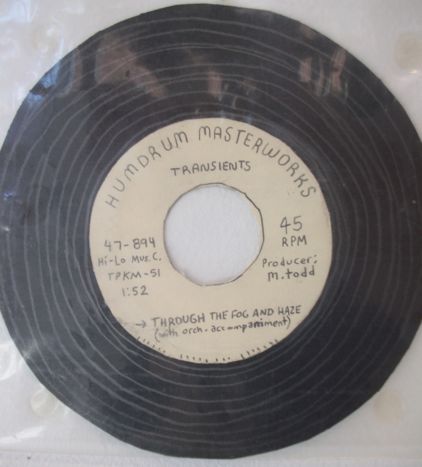 HUMDRUM MASTERWORKS
TRANSIENTS
47-894
Hi-Lo Mus. C.
TPKM-51
1:52
45
RPM
Producer:
m.todd
→ THROUGH THE FOG AND HAZE
(with orch. accompaniment)